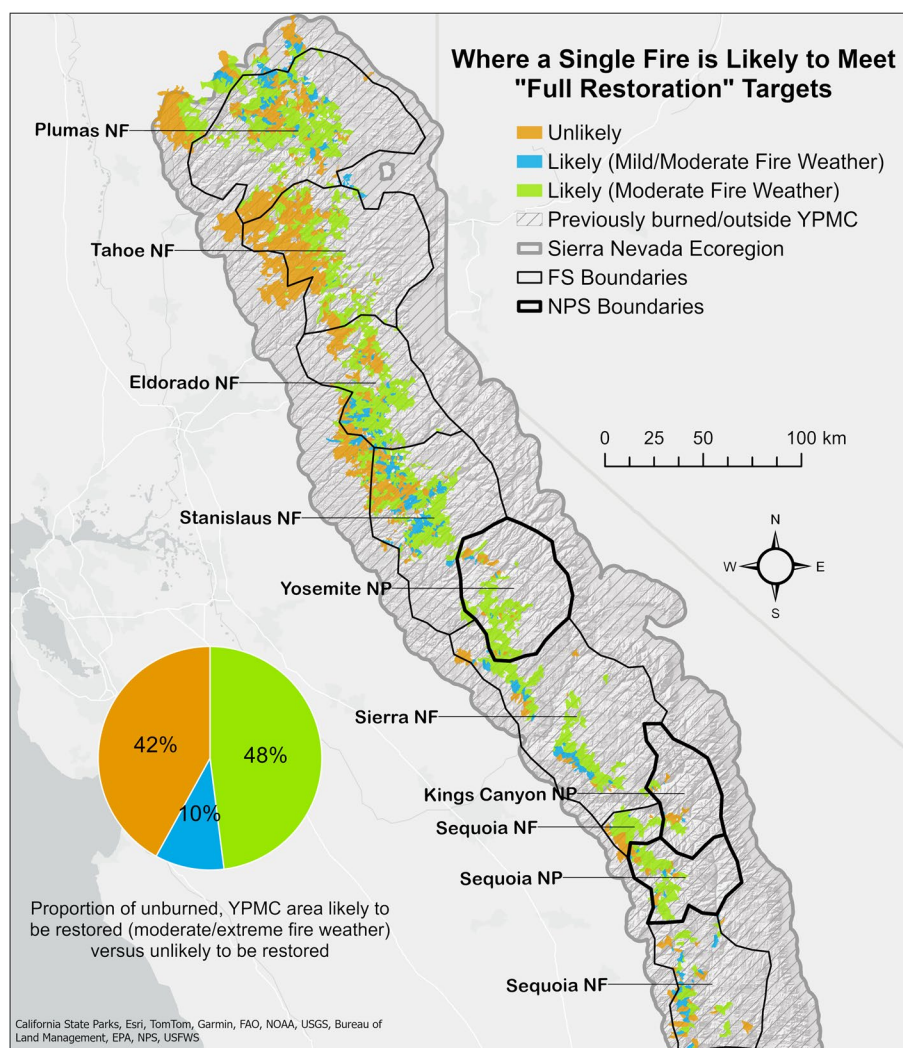 Where a Single Fire is Likely to Meet
"Full Restoration" Targets
Unlikely
Likely (Mild/Moderate Fire Weather)
Likely (Moderate Fire Weather)
Previously burned/outside YPMC
Sierra Nevada Ecoregion
FS Boundaries
NPS Boundaries
Plumas NF
Tahoe NF
Eldorado NF
0 25 50 100 km
Stanislaus NF
N
W E
S
Yosemite NP
Sierra NF
42%
48%
10%
Kings Canyon NP
Sequoia NF
Sequoia NP
Sequoia NF
Proportion of unburned, YPMC area likely to
be restored (moderate/extreme fire weather)
versus unlikely to be restored
California State Parks, Esri, TomTom, Garmin, FAO, NOAA, USGS, Bureau of
Land Management, EPA, NPS, USFWS